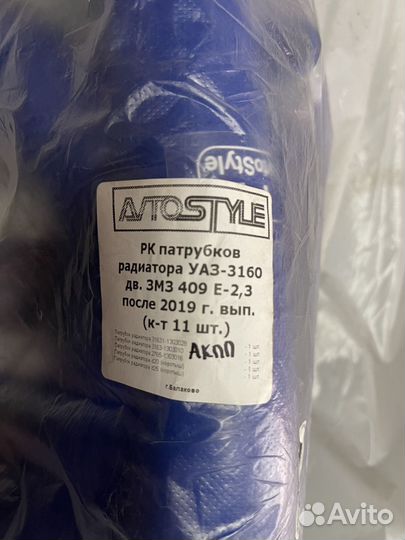 AvtoStyle
AVTOSTYLE
РК патрубков
радиатора УАЗ-3160
дв. ЗМЗ 409 Е-2,3
после 2019 г. вып.
(к-т 11 шт.)
АКПП
г.Балаково
Avito